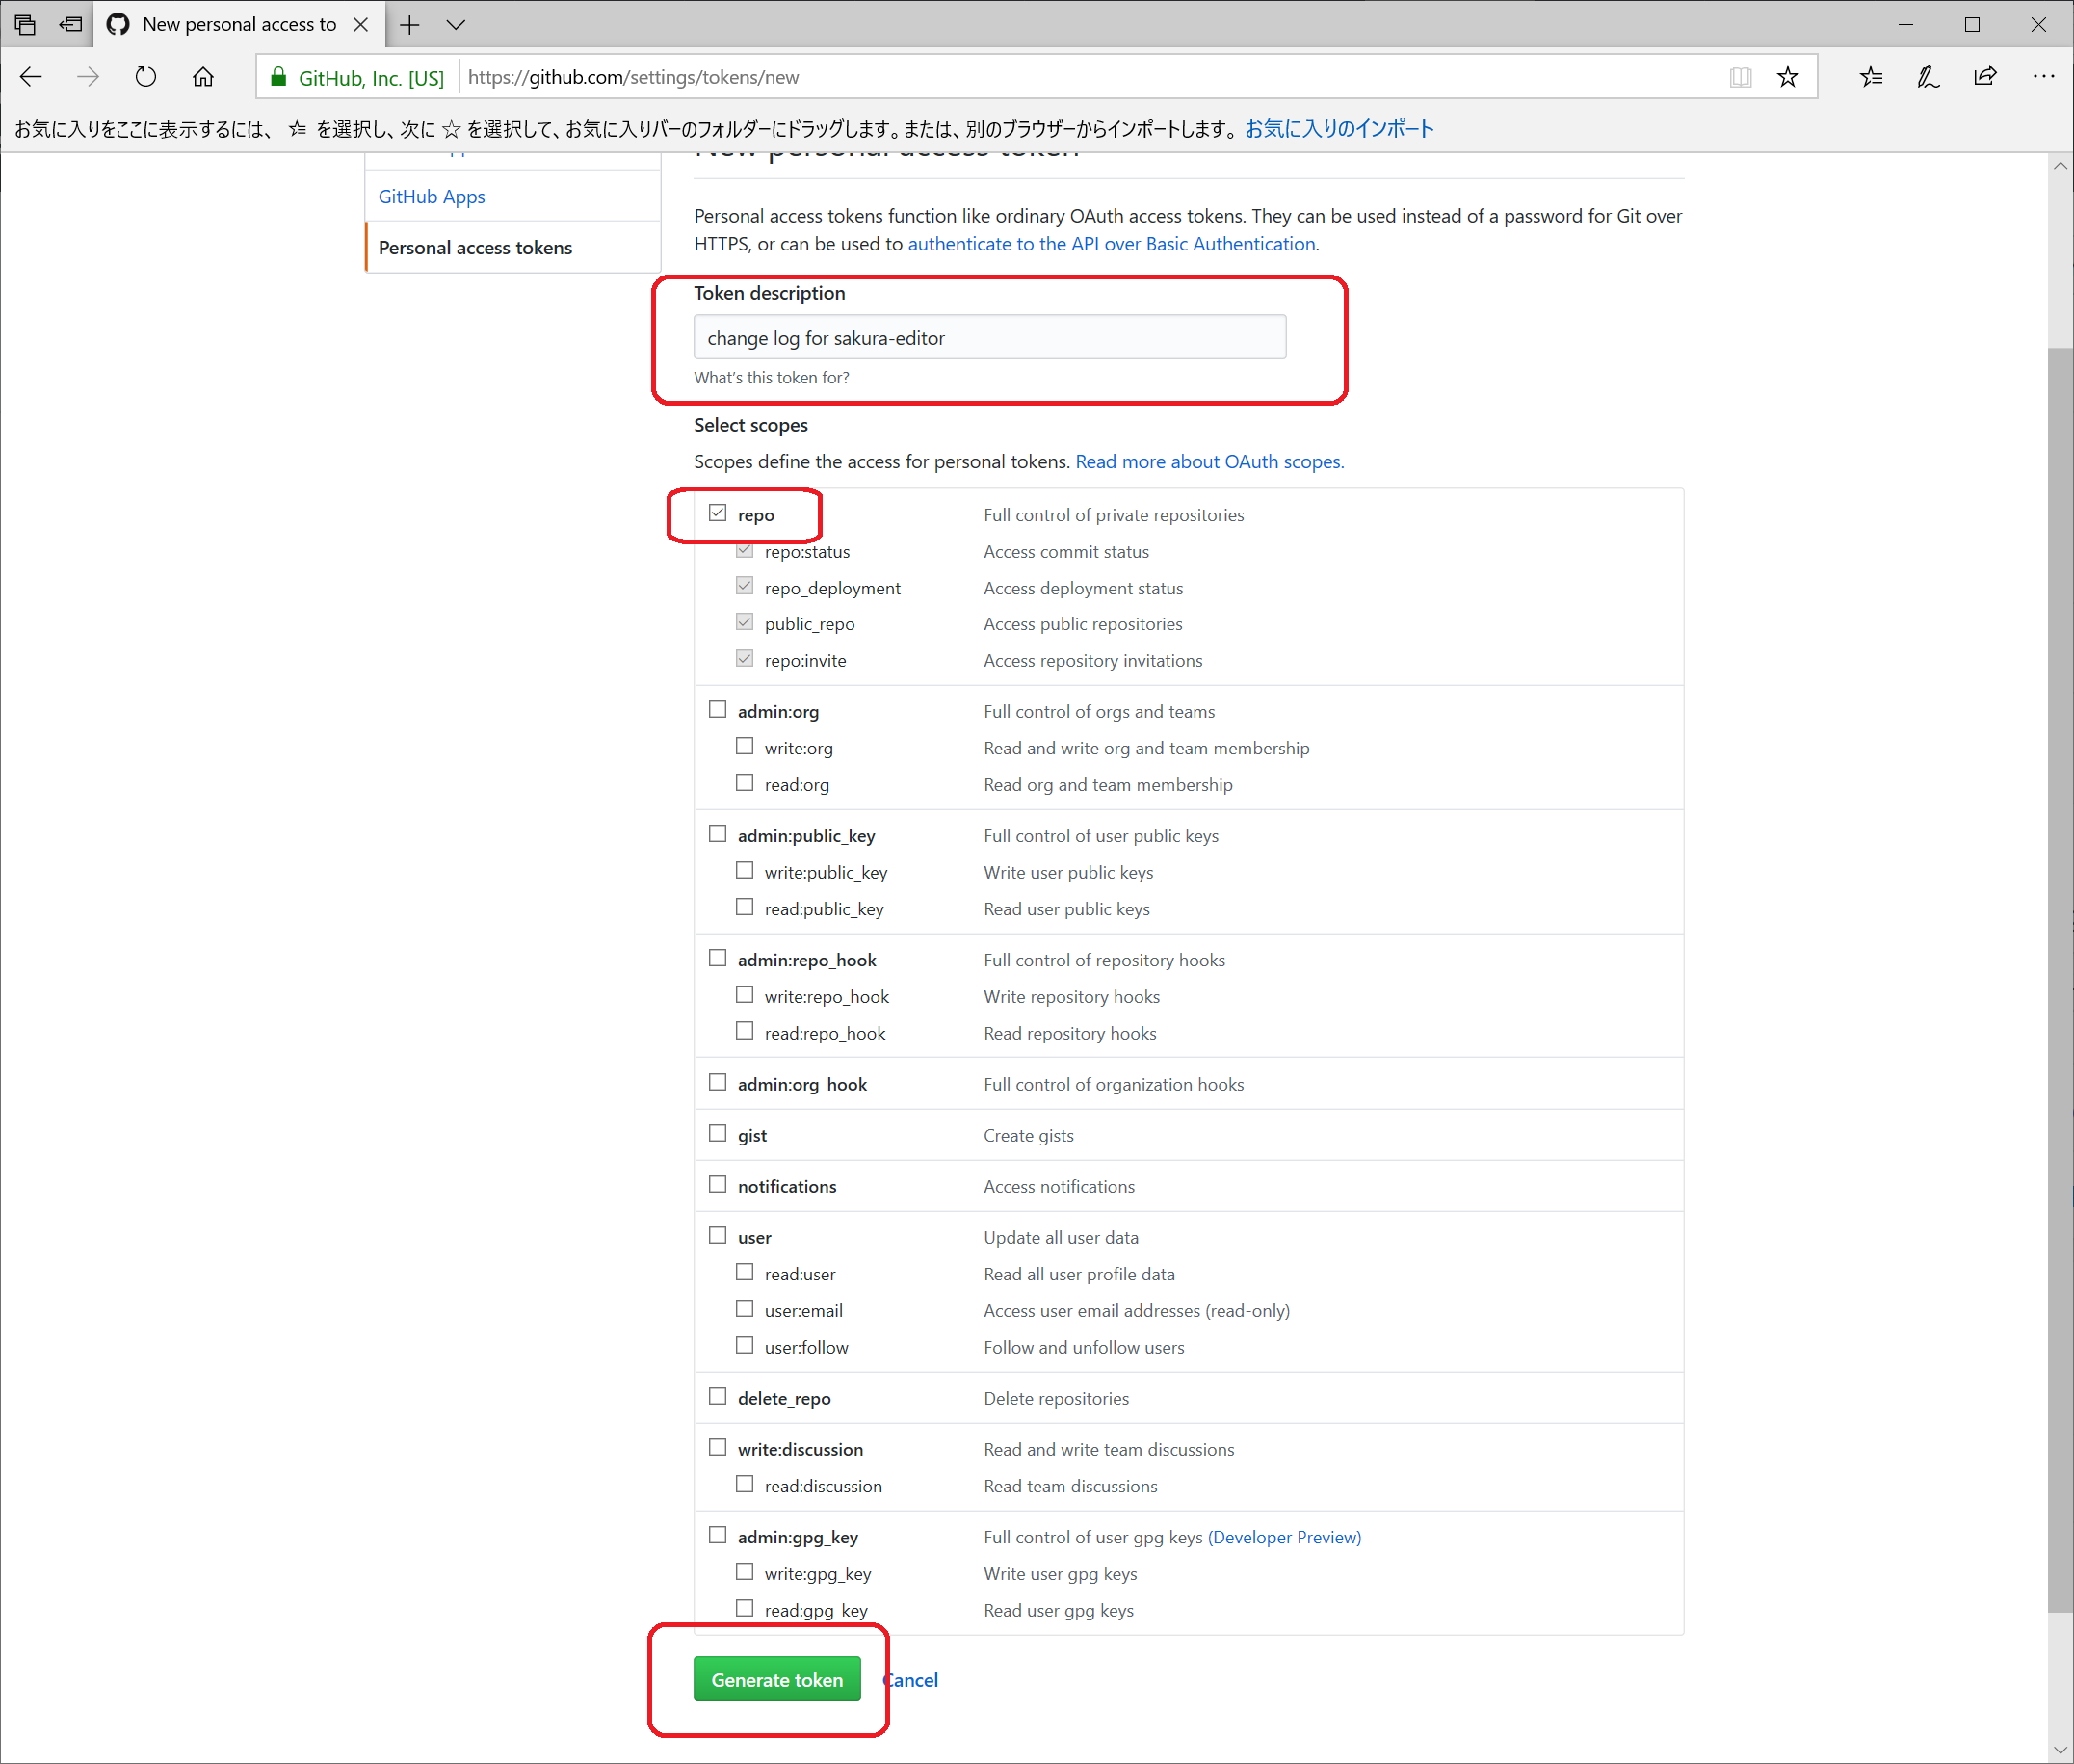 New personal access to
GitHub, Inc. [US]
https://github.com/settings/tokens/new
お気に入りをここに表示するには、 を選択し、次に ☆ を選択して、お気に入りバーのフォルダーにドラッグします。または、別のブラウザーからインポートします。 お気に入りのインポート
New personal access token
GitHub Apps
Personal access tokens
Personal access tokens function like ordinary OAuth access tokens. They can be used instead of a password for Git over
HTTPS, or can be used to authenticate to the API over Basic Authentication.
Token description
change log for sakura-editor
What's this token for?
Select scopes
Scopes define the access for personal tokens. Read more about OAuth scopes.
repo Full control of private repositories
repo:status Access commit status
repo_deployment Access deployment status
public_repo Access public repositories
repo:invite Access repository invitations
admin:org Full control of orgs and teams
write:org Read and write org and team membership
read:org Read org and team membership
admin:public_key Full control of user public keys
write:public_key Write user public keys
read:public_key Read user public keys
admin:repo_hook Full control of repository hooks
write:repo_hook Write repository hooks
read:repo_hook Read repository hooks
admin:org_hook Full control of organization hooks
gist Create gists
notifications Access notifications
user Update all user data
read:user Read all user profile data
user:email Access user email addresses (read-only)
user:follow Follow and unfollow users
delete_repo Delete repositories
write:discussion Read and write team discussions
read:discussion Read team discussions
admin:gpg_key Full control of user gpg keys (Developer Preview)
write:gpg_key Write user gpg keys
read:gpg_key Read user gpg keys
Generate token Cancel